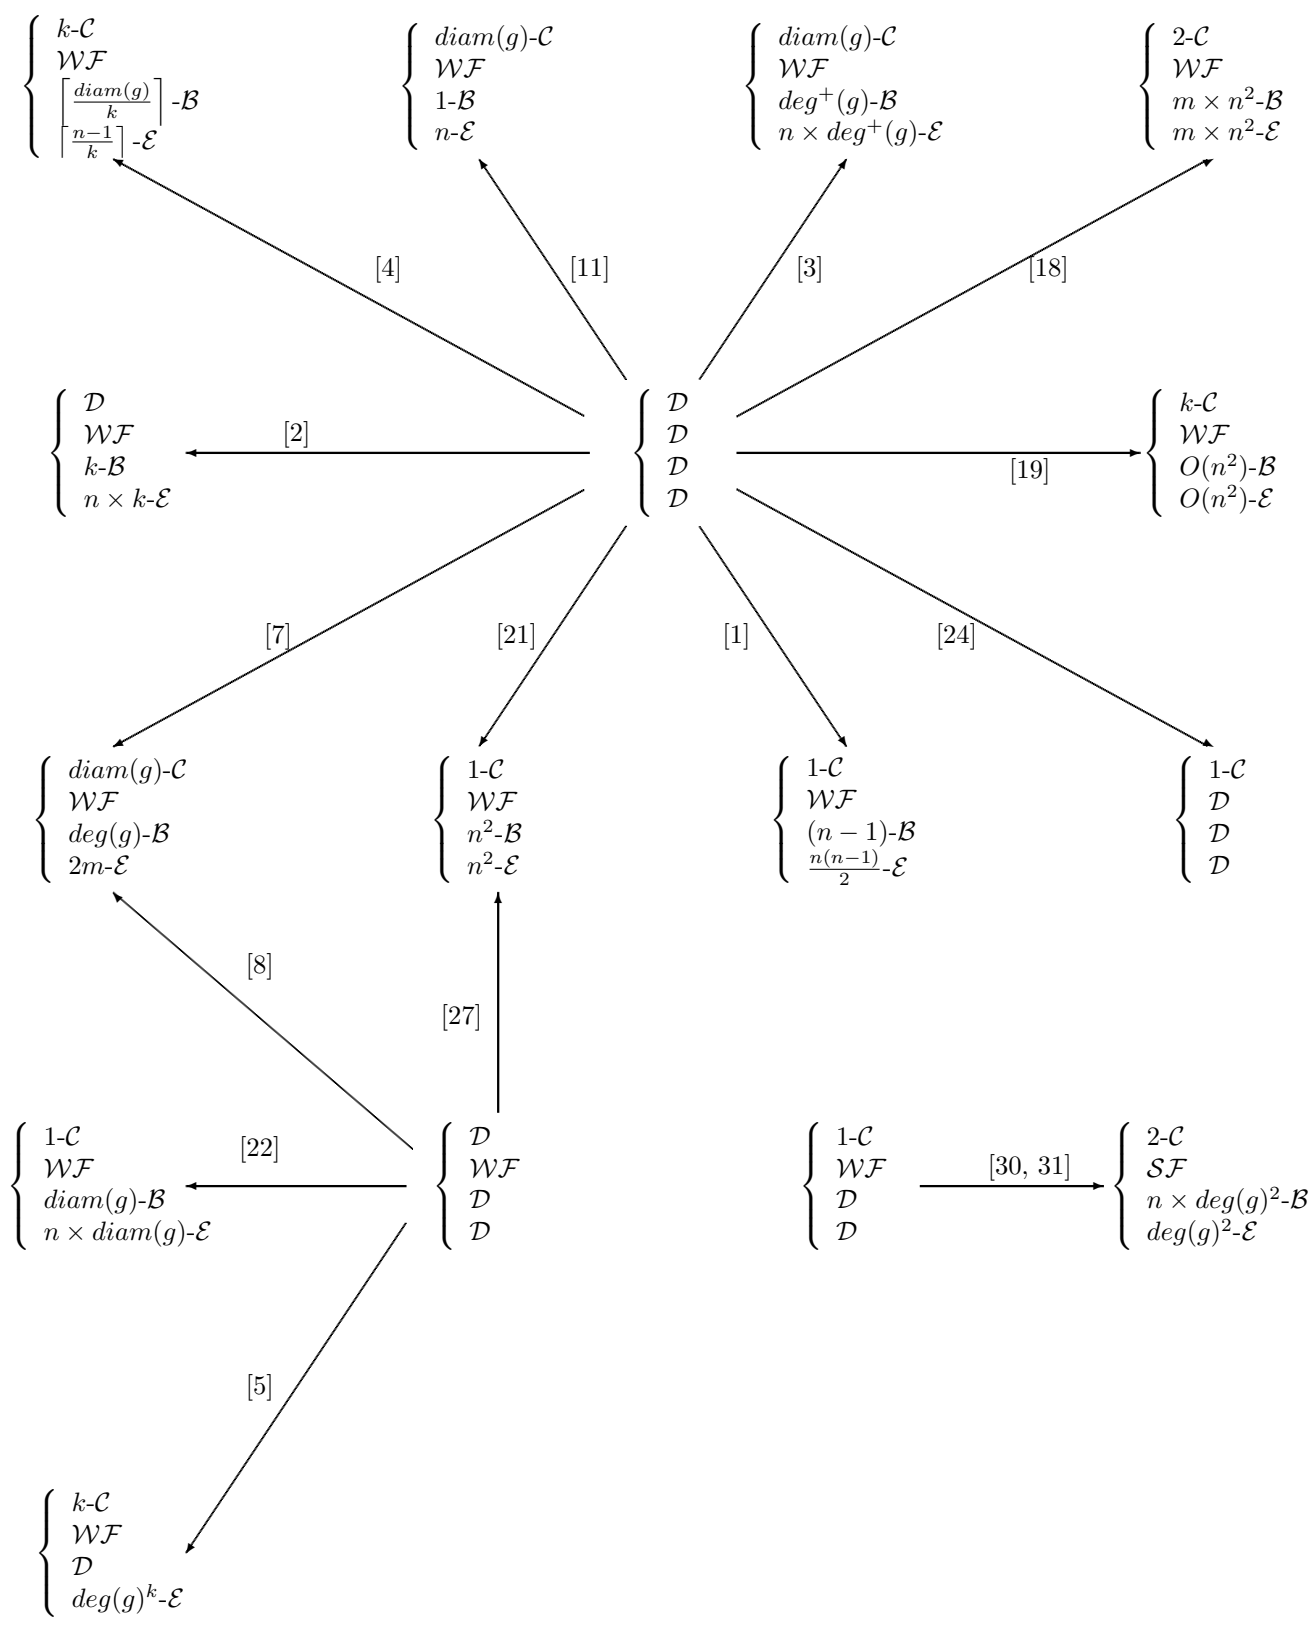 k-𝒞
𝒲ℱ
⌈diam(g)/k⌉-ℬ
⌈n−1/k⌉-ℰ
diam(g)-𝒞
𝒲ℱ
1-ℬ
n-ℰ
diam(g)-𝒞
𝒲ℱ
deg⁺(g)-ℬ
n × deg⁺(g)-ℰ
2-𝒞
𝒲ℱ
m × n²-ℬ
m × n²-ℰ
[4]
[11]
[3]
[18]
𝒟
𝒲ℱ
k-ℬ
n × k-ℰ
[2]
𝒟
𝒟
𝒟
𝒟
[19]
k-𝒞
𝒲ℱ
O(n²)-ℬ
O(n²)-ℰ
[7]
[21]
[1]
[24]
diam(g)-𝒞
𝒲ℱ
deg(g)-ℬ
2m-ℰ
1-𝒞
𝒲ℱ
n²-ℬ
n²-ℰ
1-𝒞
𝒲ℱ
(n − 1)-ℬ
n(n−1)/2-ℰ
1-𝒞
𝒟
𝒟
𝒟
[8]
[27]
1-𝒞
𝒲ℱ
diam(g)-ℬ
n × diam(g)-ℰ
[22]
𝒟
𝒲ℱ
𝒟
𝒟
1-𝒞
𝒲ℱ
𝒟
𝒟
[30, 31]
2-𝒞
𝒮ℱ
n × deg(g)²-ℬ
deg(g)²-ℰ
[5]
k-𝒞
𝒲ℱ
𝒟
deg(g)ᵏ-ℰ